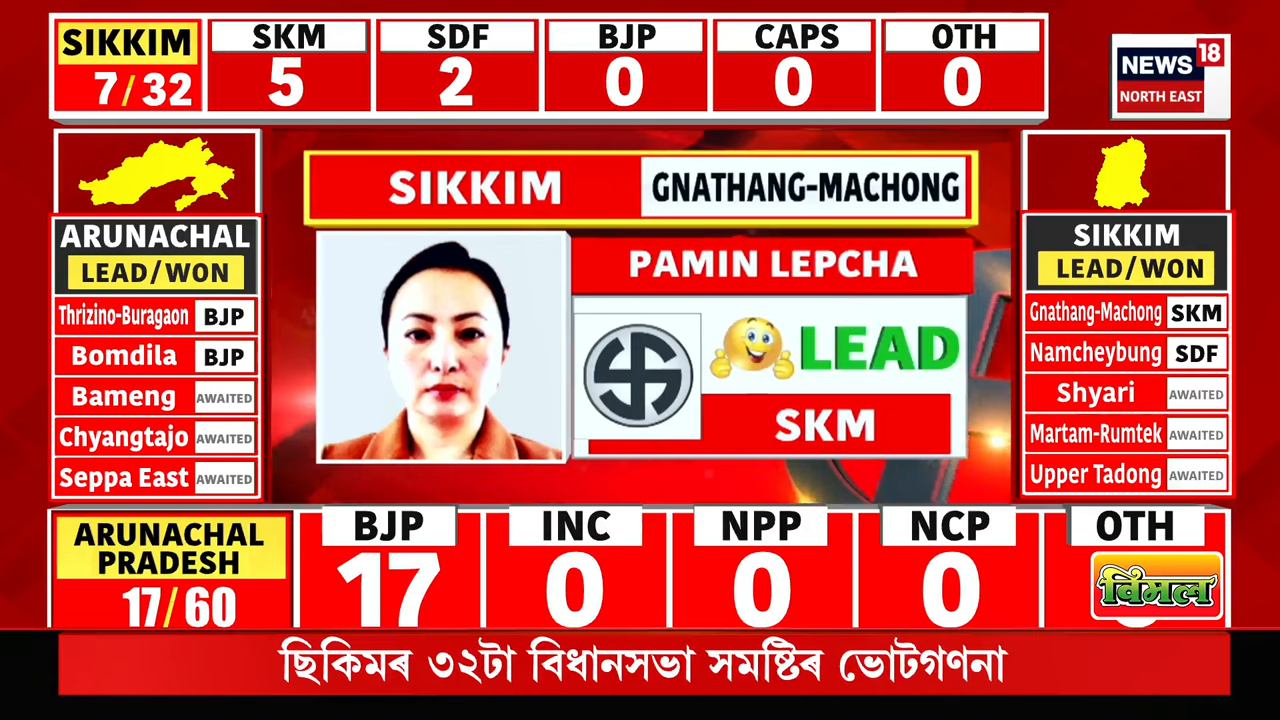 SIKKIM
7/32
SKM
5
SDF
2
BJP
0
CAPS
0
OTH
0
NEWS 18
NORTH EAST
SIKKIM
GNATHANG-MACHONG
PAMIN LEPCHA
LEAD
SKM
ARUNACHAL
LEAD/WON
Thrizino-Buragaon BJP
Bomdila BJP
Bameng AWAITED
Chyangtajo AWAITED
Seppa East AWAITED
SIKKIM
LEAD/WON
Gnathang-Machong SKM
Namcheybung SDF
Shyari AWAITED
Martam-Rumtek AWAITED
Upper Tadong AWAITED
ARUNACHAL
PRADESH
17/60
BJP
17
INC
0
NPP
0
NCP
0
OTH
বিমল
ছিকিমৰ ৩২টা বিধানসভা সমষ্টিৰ ভোটগণনা